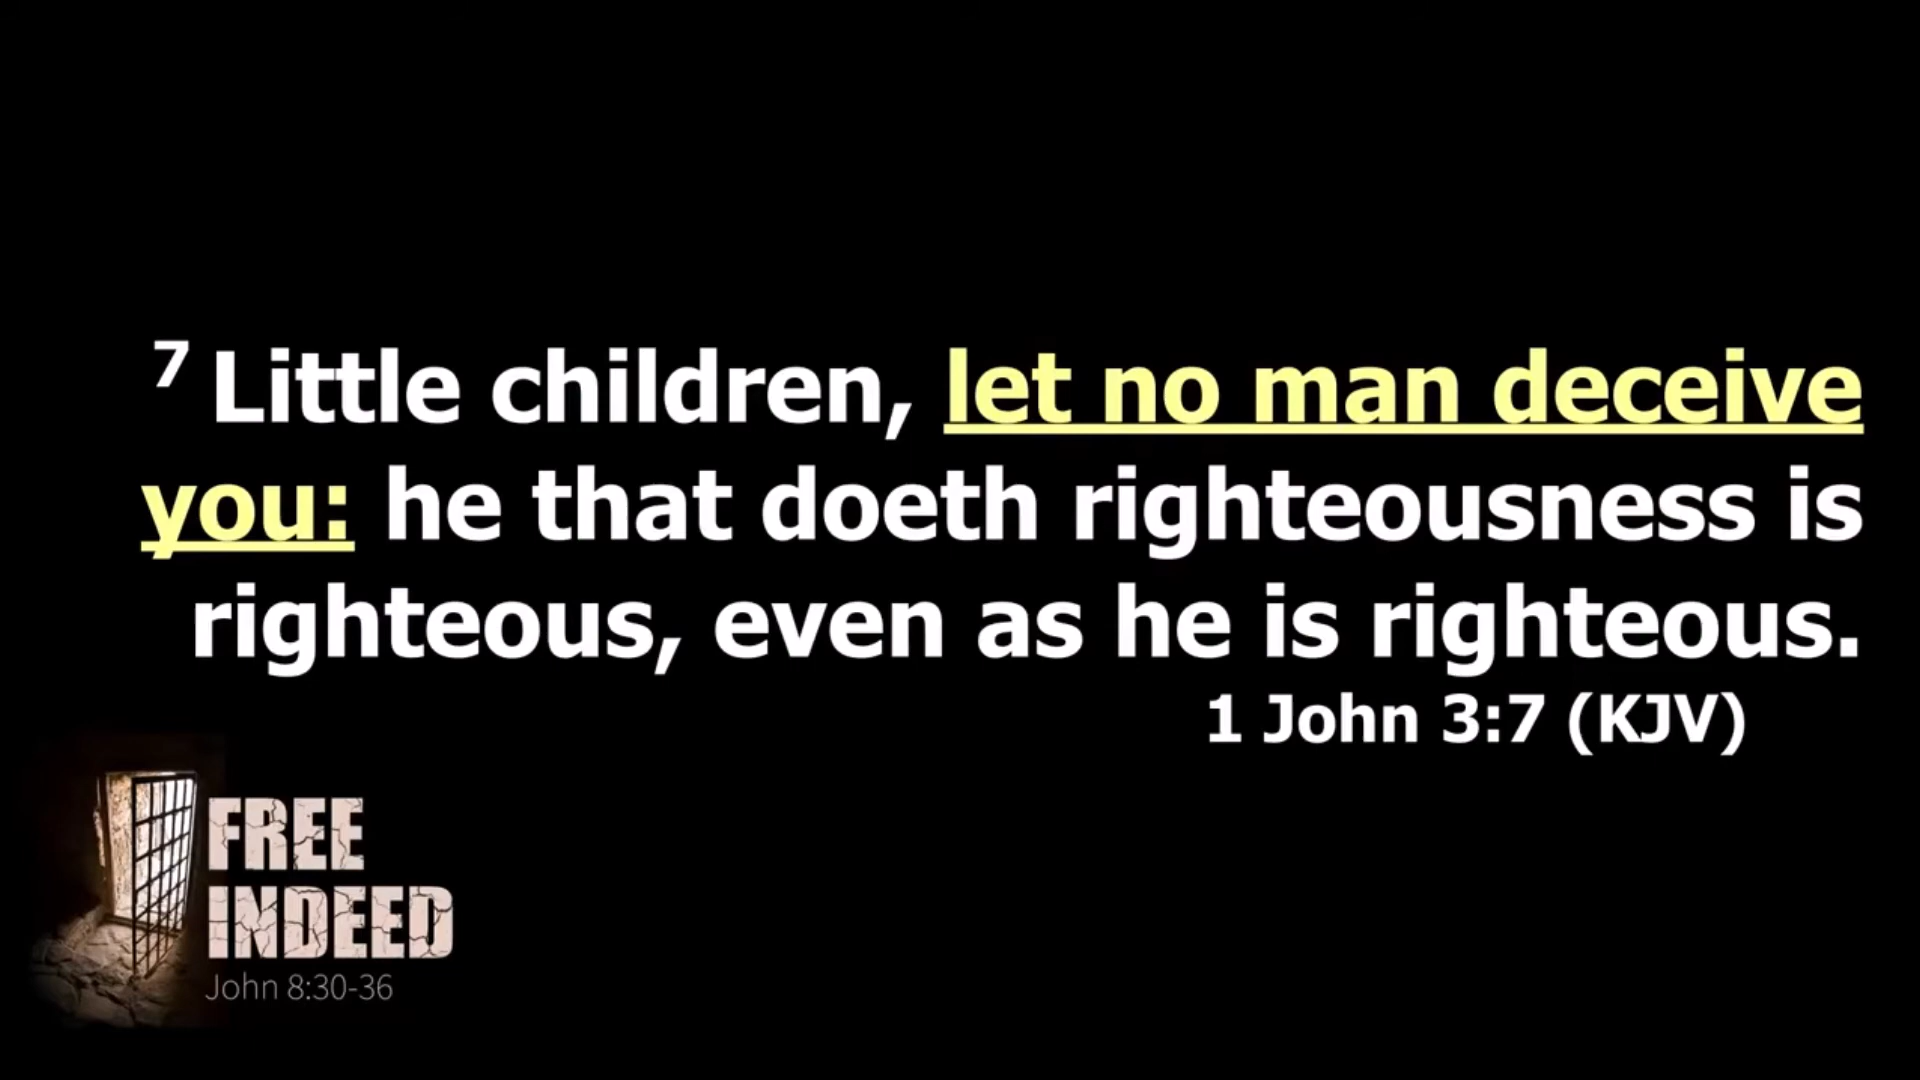 7 Little children, let no man deceive
you: he that doeth righteousness is
righteous, even as he is righteous.
1 John 3:7 (KJV)
FREE
INDEED
John 8:30-36